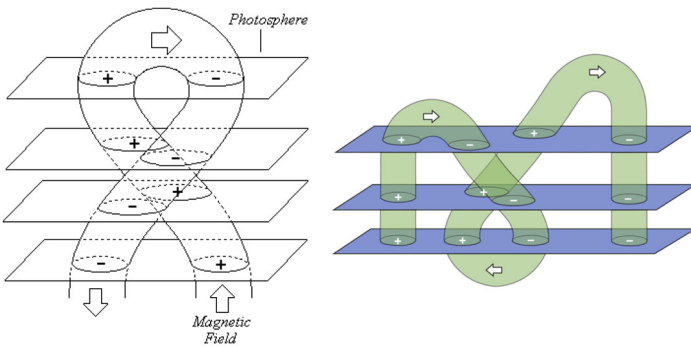 Photosphere
+ −
+
−
+
−
− +
Magnetic
Field
+ − + −
+ + − −
+ + − −